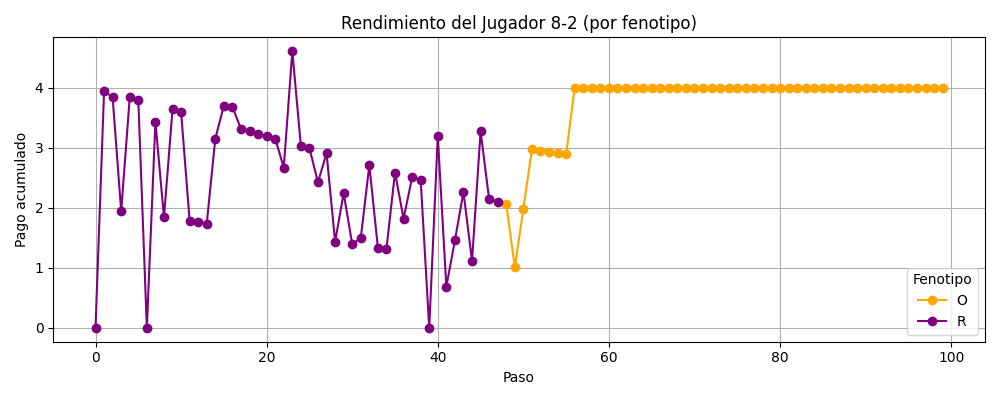 Rendimiento del Jugador 8-2 (por fenotipo)
Pago acumulado
4
3
2
1
0
0 20 40 60 80 100
Paso
Fenotipo
O
R